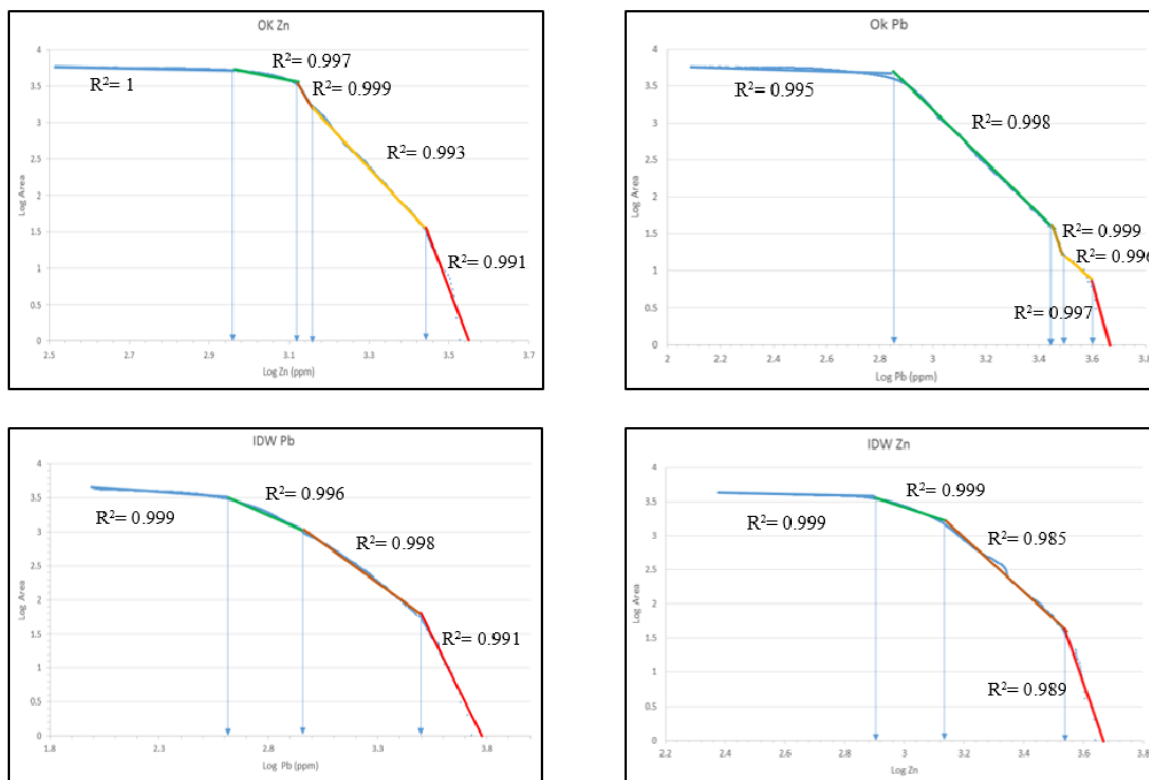 OK Zn
4
3.5
3
2.5
2
1.5
1
0.5
0
Log Area
R²= 1
R²= 0.997
R²= 0.999
R²= 0.993
R²= 0.991
2.5 2.7 2.9 3.1 3.3 3.5 3.7
Log Zn (ppm)
Ok Pb
4
3.5
3
2.5
2
1.5
1
0.5
0
Log Area
R²= 0.995
R²= 0.998
R²= 0.999
R²= 0.996
R²= 0.997
2 2.2 2.4 2.6 2.8 3 3.2 3.4 3.6 3.8
Log Pb (ppm)
IDW Pb
4
3.5
3
2.5
2
1.5
1
0.5
0
Log Area
R²= 0.999
R²= 0.996
R²= 0.998
R²= 0.991
1.8 2.3 2.8 3.3 3.8
Log Pb (ppm)
IDW Zn
4
3.5
3
2.5
2
1.5
1
0.5
0
Log Area
R²= 0.999
R²= 0.999
R²= 0.985
R²= 0.989
2.2 2.4 2.6 2.8 3 3.2 3.4 3.6 3.8
Log Zn